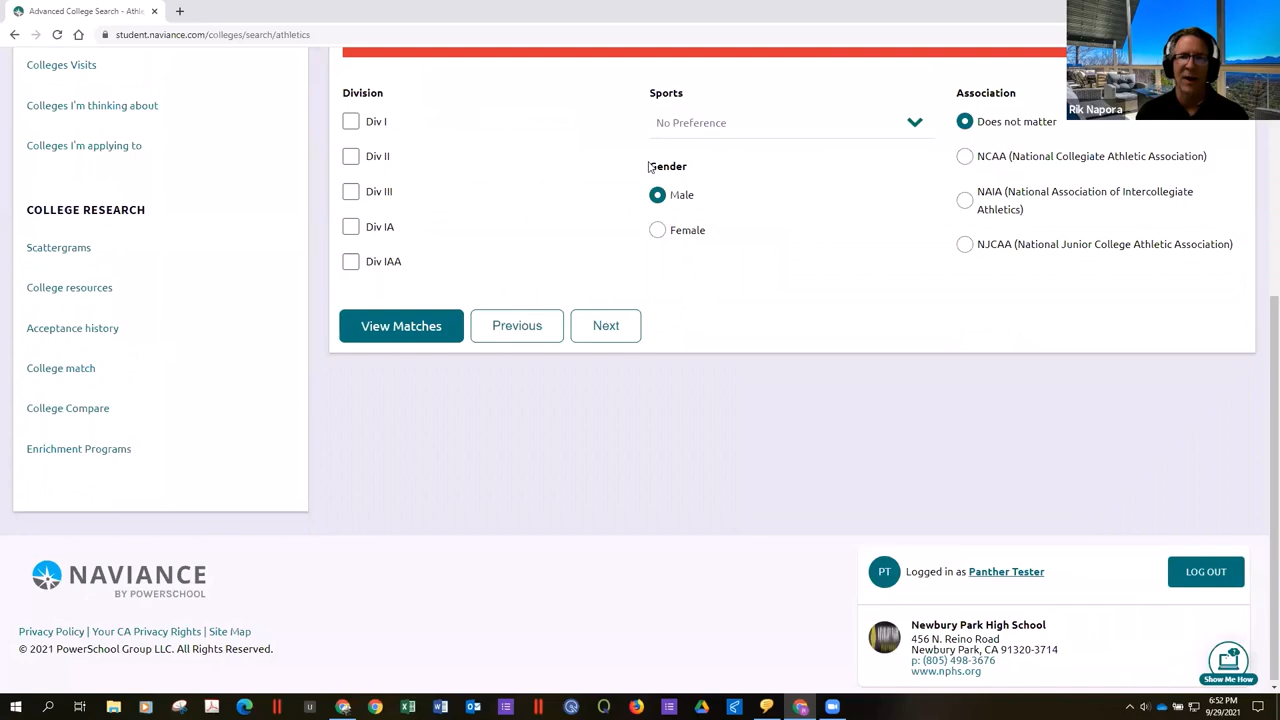 Advanced College Search - Athle
student.naviance.com/colleges/search/athletics
Rik Napora
Colleges Visits
Colleges I'm thinking about
Colleges I'm applying to
COLLEGE RESEARCH
Scattergrams
College resources
Acceptance history
College match
College Compare
Enrichment Programs
Division
Div I
Div II
Div III
Div IA
Div IAA
Sports
No Preference
Gender
Male
Female
Association
Does not matter
NCAA (National Collegiate Athletic Association)
NAIA (National Association of Intercollegiate
Athletics)
NJCAA (National Junior College Athletic Association)
View Matches
Previous
Next
NAVIANCE
BY POWERSCHOOL
Privacy Policy | Your CA Privacy Rights | Site Map
© 2021 PowerSchool Group LLC. All Rights Reserved.
PT
Logged in as Panther Tester
LOG OUT
Newbury Park High School
456 N. Reino Road
Newbury Park, CA 91320-3714
p: (805) 498-3676
www.nphs.org
Show Me How
6:52 PM
9/29/2021